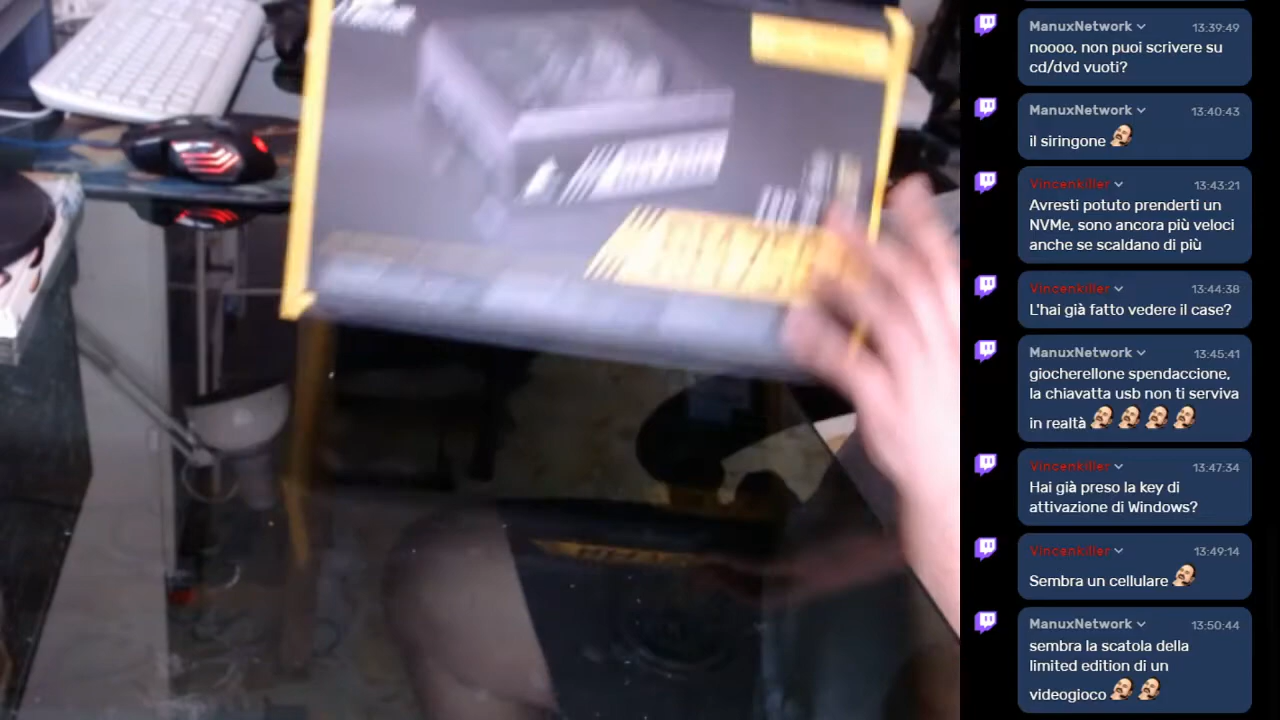 ManuxNetwork 13:39:49
noooo, non puoi scrivere su
cd/dvd vuoti?
ManuxNetwork 13:40:43
il siringone
Vincenkiller 13:43:21
Avresti potuto prenderti un
NVMe, sono ancora più veloci
anche se scaldano di più
Vincenkiller 13:44:38
L'hai già fatto vedere il case?
ManuxNetwork 13:45:41
giocherellone spendaccione,
la chiavatta usb non ti serviva
in realtà
Vincenkiller 13:47:34
Hai già preso la key di
attivazione di Windows?
Vincenkiller 13:49:14
Sembra un cellulare
ManuxNetwork 13:50:44
sembra la scatola della
limited edition di un
videogioco